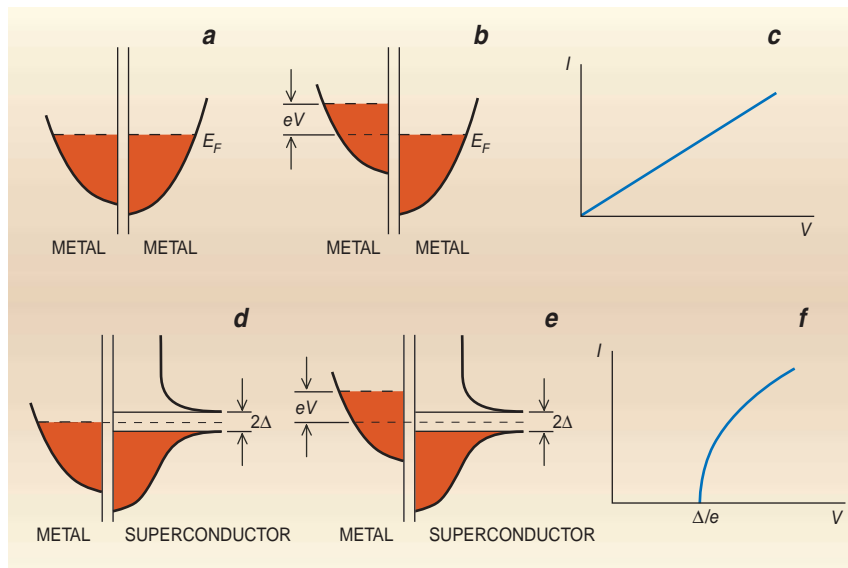 a
b
c
I
eV
E_F
E_F
V
METAL METAL
METAL METAL
d
e
f
I
eV
2Δ
2Δ
Δ/e
V
METAL SUPERCONDUCTOR
METAL SUPERCONDUCTOR